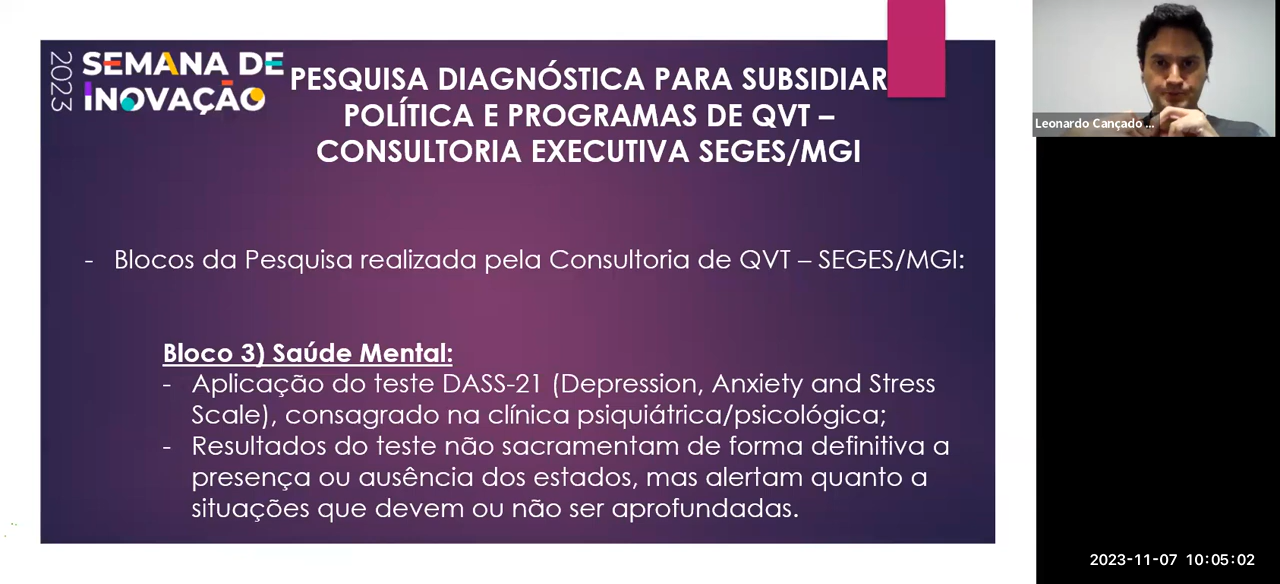 2023
SEMANA DE
INOVAÇÃO
PESQUISA DIAGNÓSTICA PARA SUBSIDIAR
POLÍTICA E PROGRAMAS DE QVT –
CONSULTORIA EXECUTIVA SEGES/MGI
- Blocos da Pesquisa realizada pela Consultoria de QVT – SEGES/MGI:
Bloco 3) Saúde Mental:
- Aplicação do teste DASS-21 (Depression, Anxiety and Stress
Scale), consagrado na clínica psiquiátrica/psicológica;
- Resultados do teste não sacramentam de forma definitiva a
presença ou ausência dos estados, mas alertam quanto a
situações que devem ou não ser aprofundadas.
Leonardo Cançado ...
2023-11-07 10:05:02